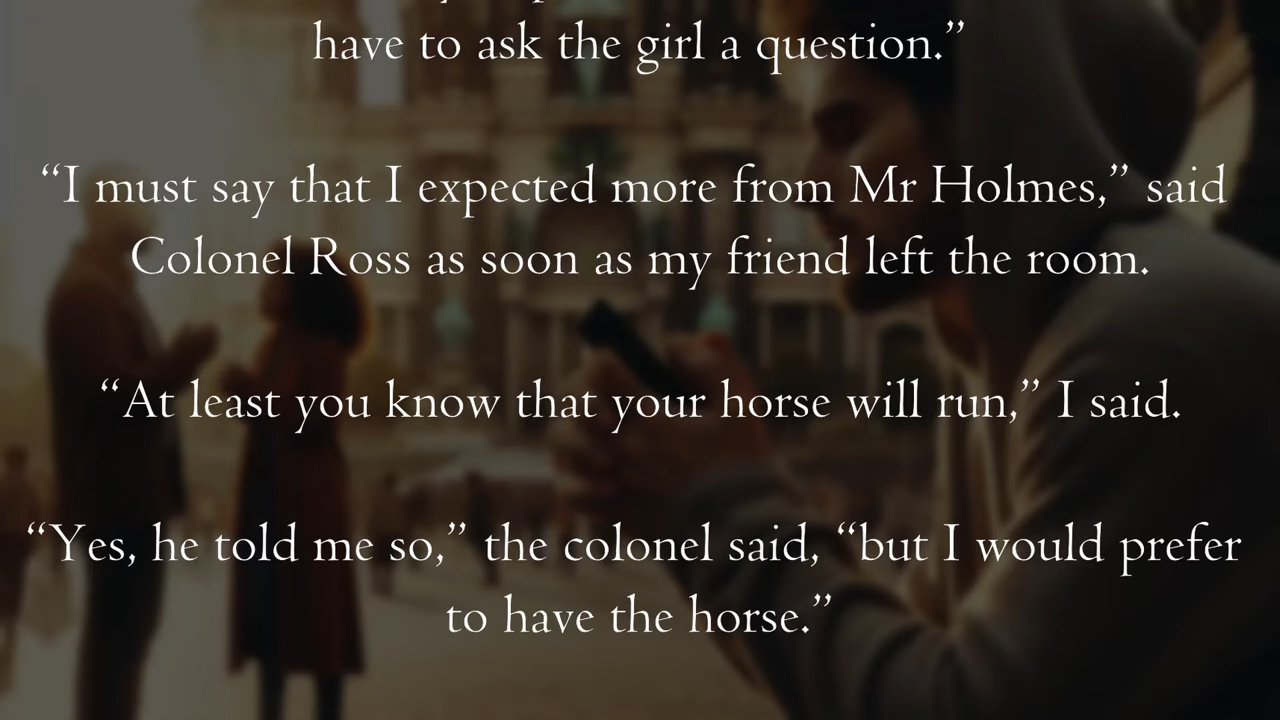 have to ask the girl a question.”
“I must say that I expected more from Mr Holmes,” said
Colonel Ross as soon as my friend left the room.
“At least you know that your horse will run,” I said.
“Yes, he told me so,” the colonel said, “but I would prefer
to have the horse.”